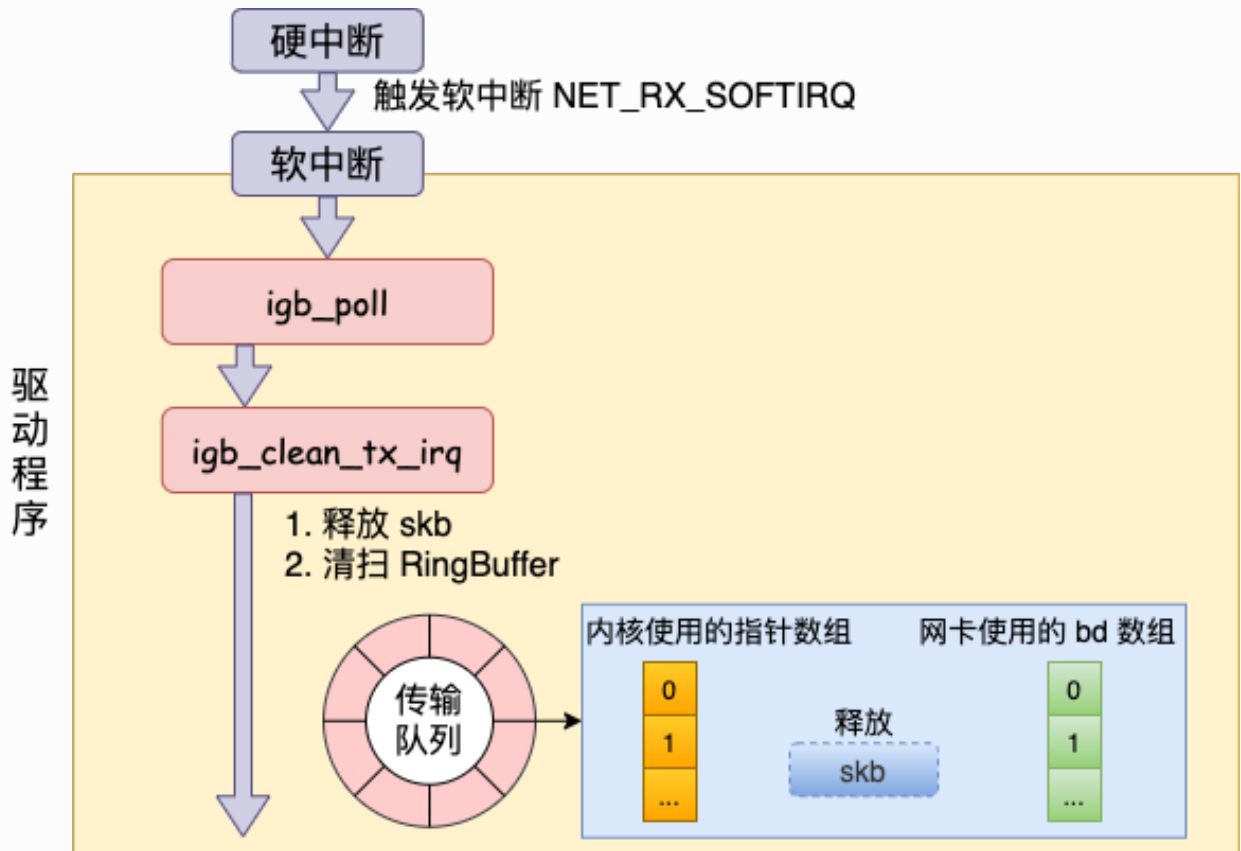 硬中断
触发软中断 NET_RX_SOFTIRQ
软中断
igb_poll
驱动程序
igb_clean_tx_irq
1. 释放 skb
2. 清扫 RingBuffer
传输
队列
内核使用的指针数组
网卡使用的 bd 数组
0
1
...
释放
skb
0
1
...